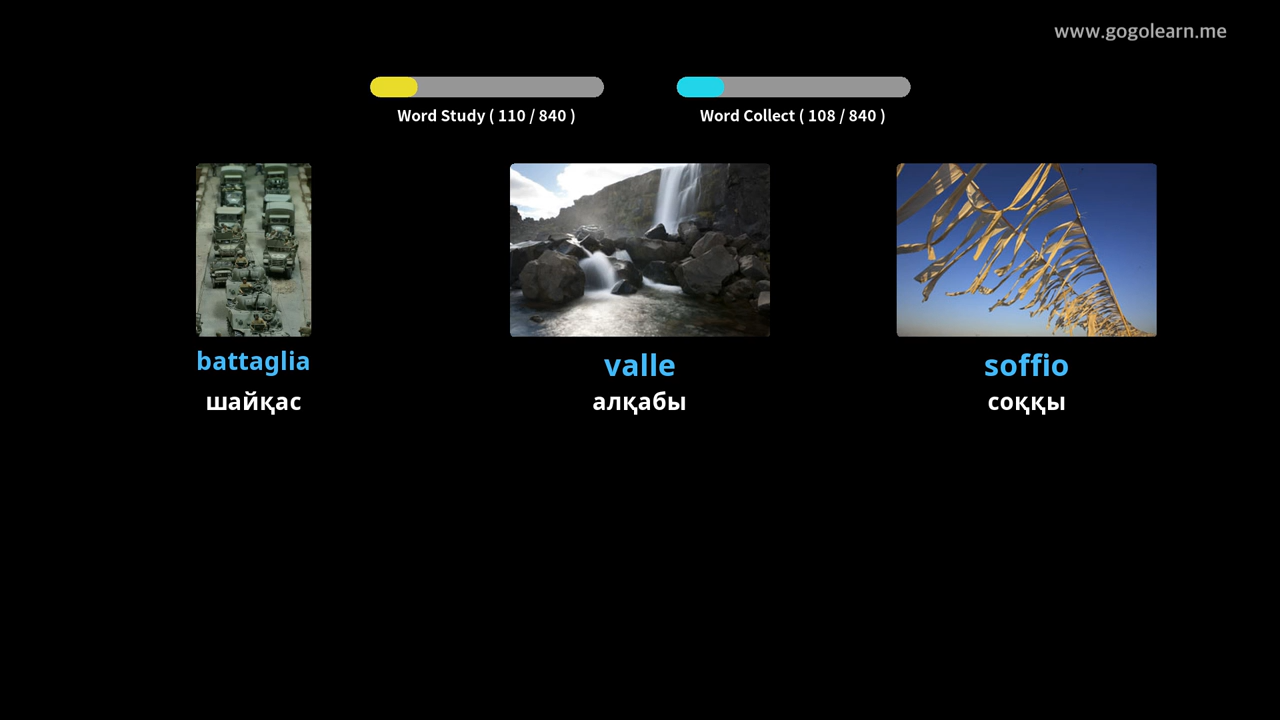 www.gogolearn.me
Word Study ( 110 / 840 )
Word Collect ( 108 / 840 )
battaglia
шайқас
valle
алқабы
soffio
соққы